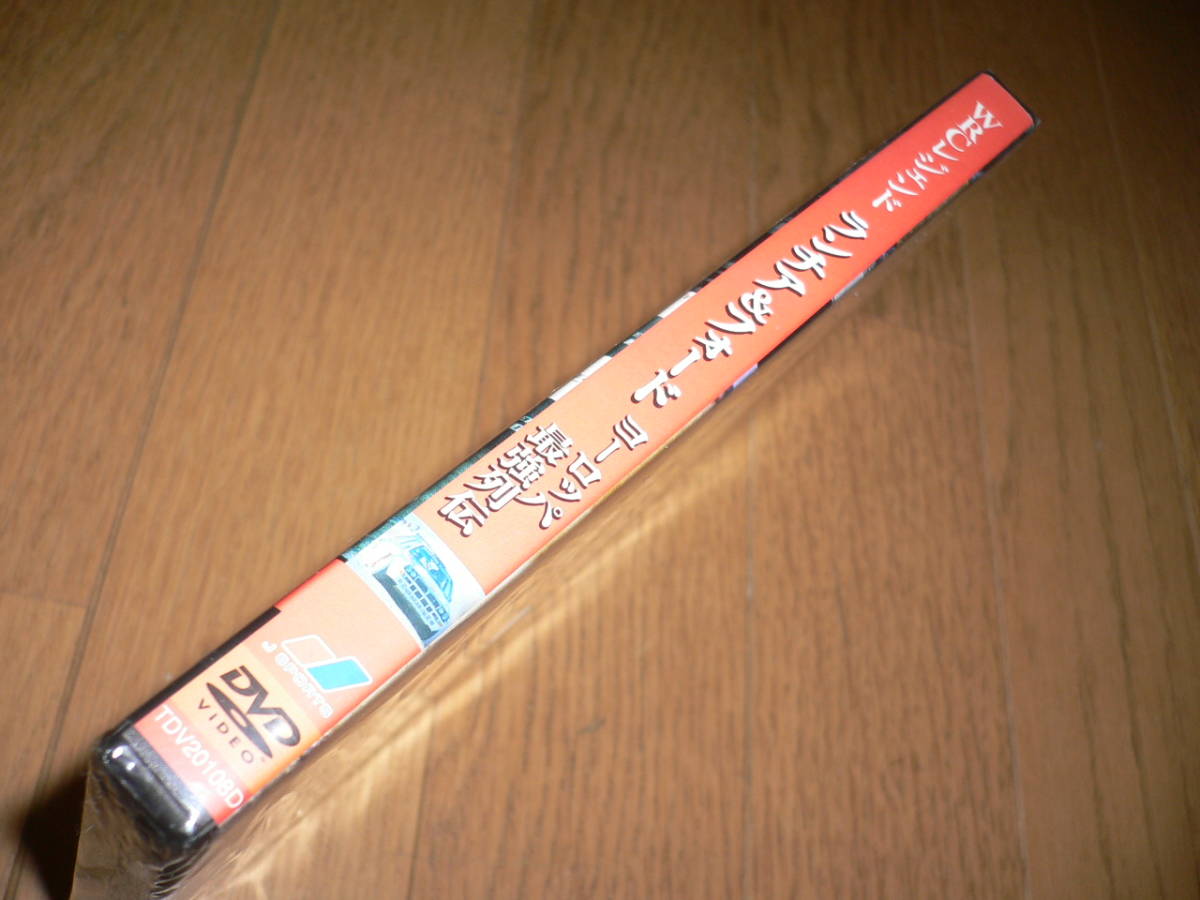 WRCレジェンド ランチア&フォード ヨーロッパ
最強列伝
J SPORTS
DVD
VIDEO
TDV20108D